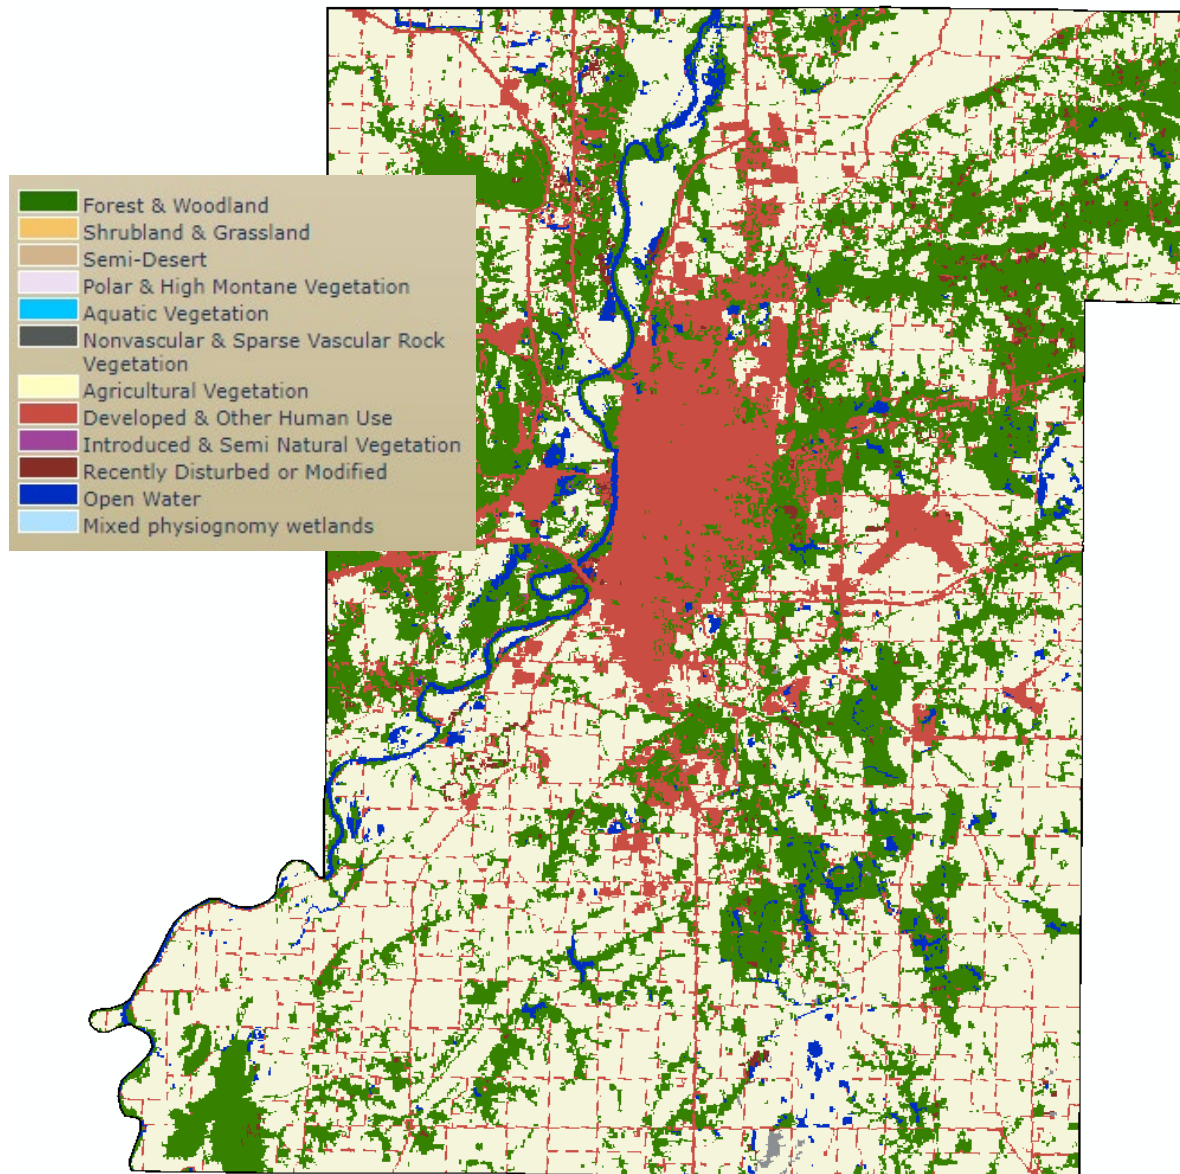 Forest & Woodland
Shrubland & Grassland
Semi-Desert
Polar & High Montane Vegetation
Aquatic Vegetation
Nonvascular & Sparse Vascular Rock
Vegetation
Agricultural Vegetation
Developed & Other Human Use
Introduced & Semi Natural Vegetation
Recently Disturbed or Modified
Open Water
Mixed physiognomy wetlands